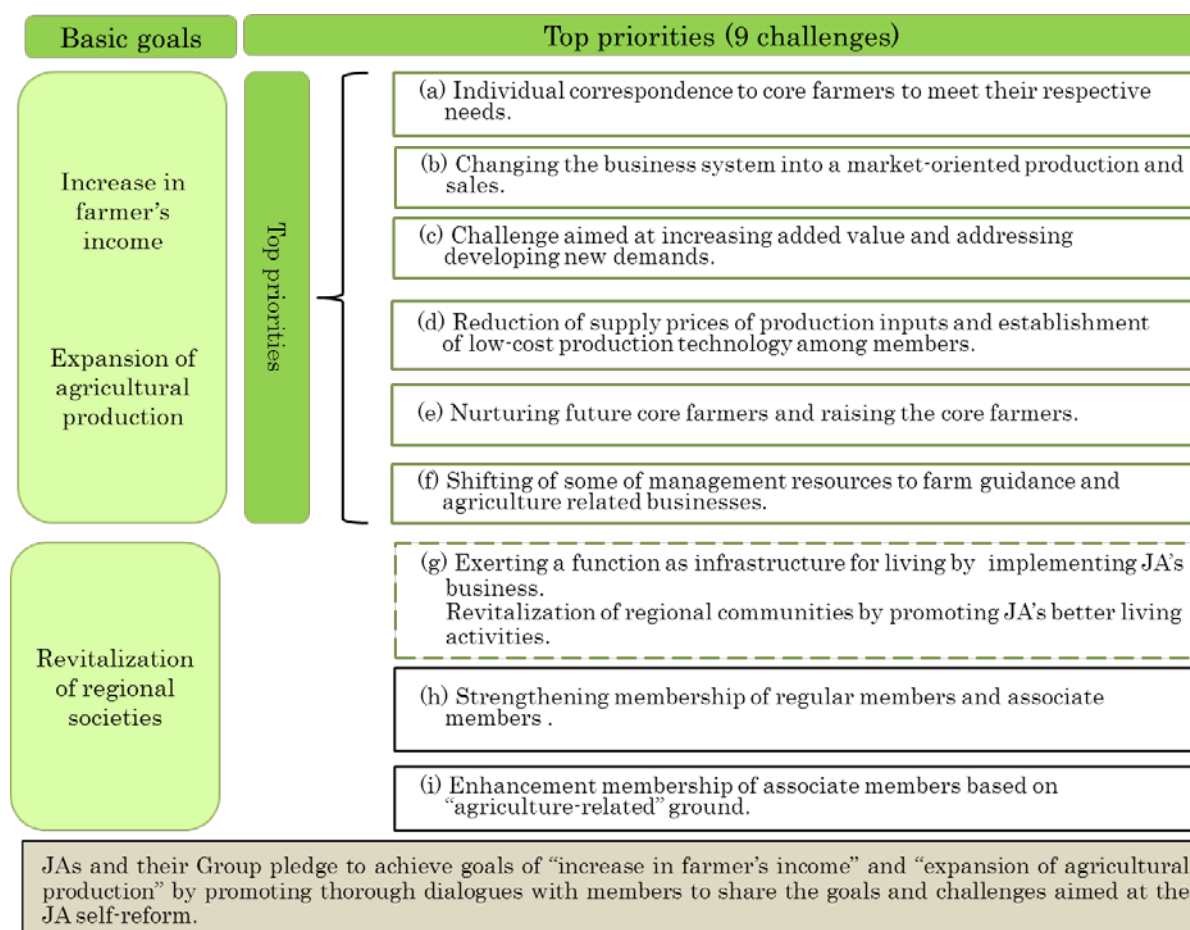 Basic goals
Top priorities (9 challenges)
Increase in
farmer's
income
Expansion of
agricultural
production
Top priorities
(a) Individual correspondence to core farmers to meet their respective
needs.
(b) Changing the business system into a market-oriented production and
sales.
(c) Challenge aimed at increasing added value and addressing
developing new demands.
(d) Reduction of supply prices of production inputs and establishment
of low-cost production technology among members.
(e) Nurturing future core farmers and raising the core farmers.
(f) Shifting of some of management resources to farm guidance and
agriculture related businesses.
Revitalization
of regional
societies
(g) Exerting a function as infrastructure for living by implementing JA's
business.
Revitalization of regional communities by promoting JA's better living
activities.
(h) Strengthening membership of regular members and associate
members .
(i) Enhancement membership of associate members based on
"agriculture-related" ground.
JAs and their Group pledge to achieve goals of "increase in farmer's income" and "expansion of agricultural
production" by promoting thorough dialogues with members to share the goals and challenges aimed at the
JA self-reform.